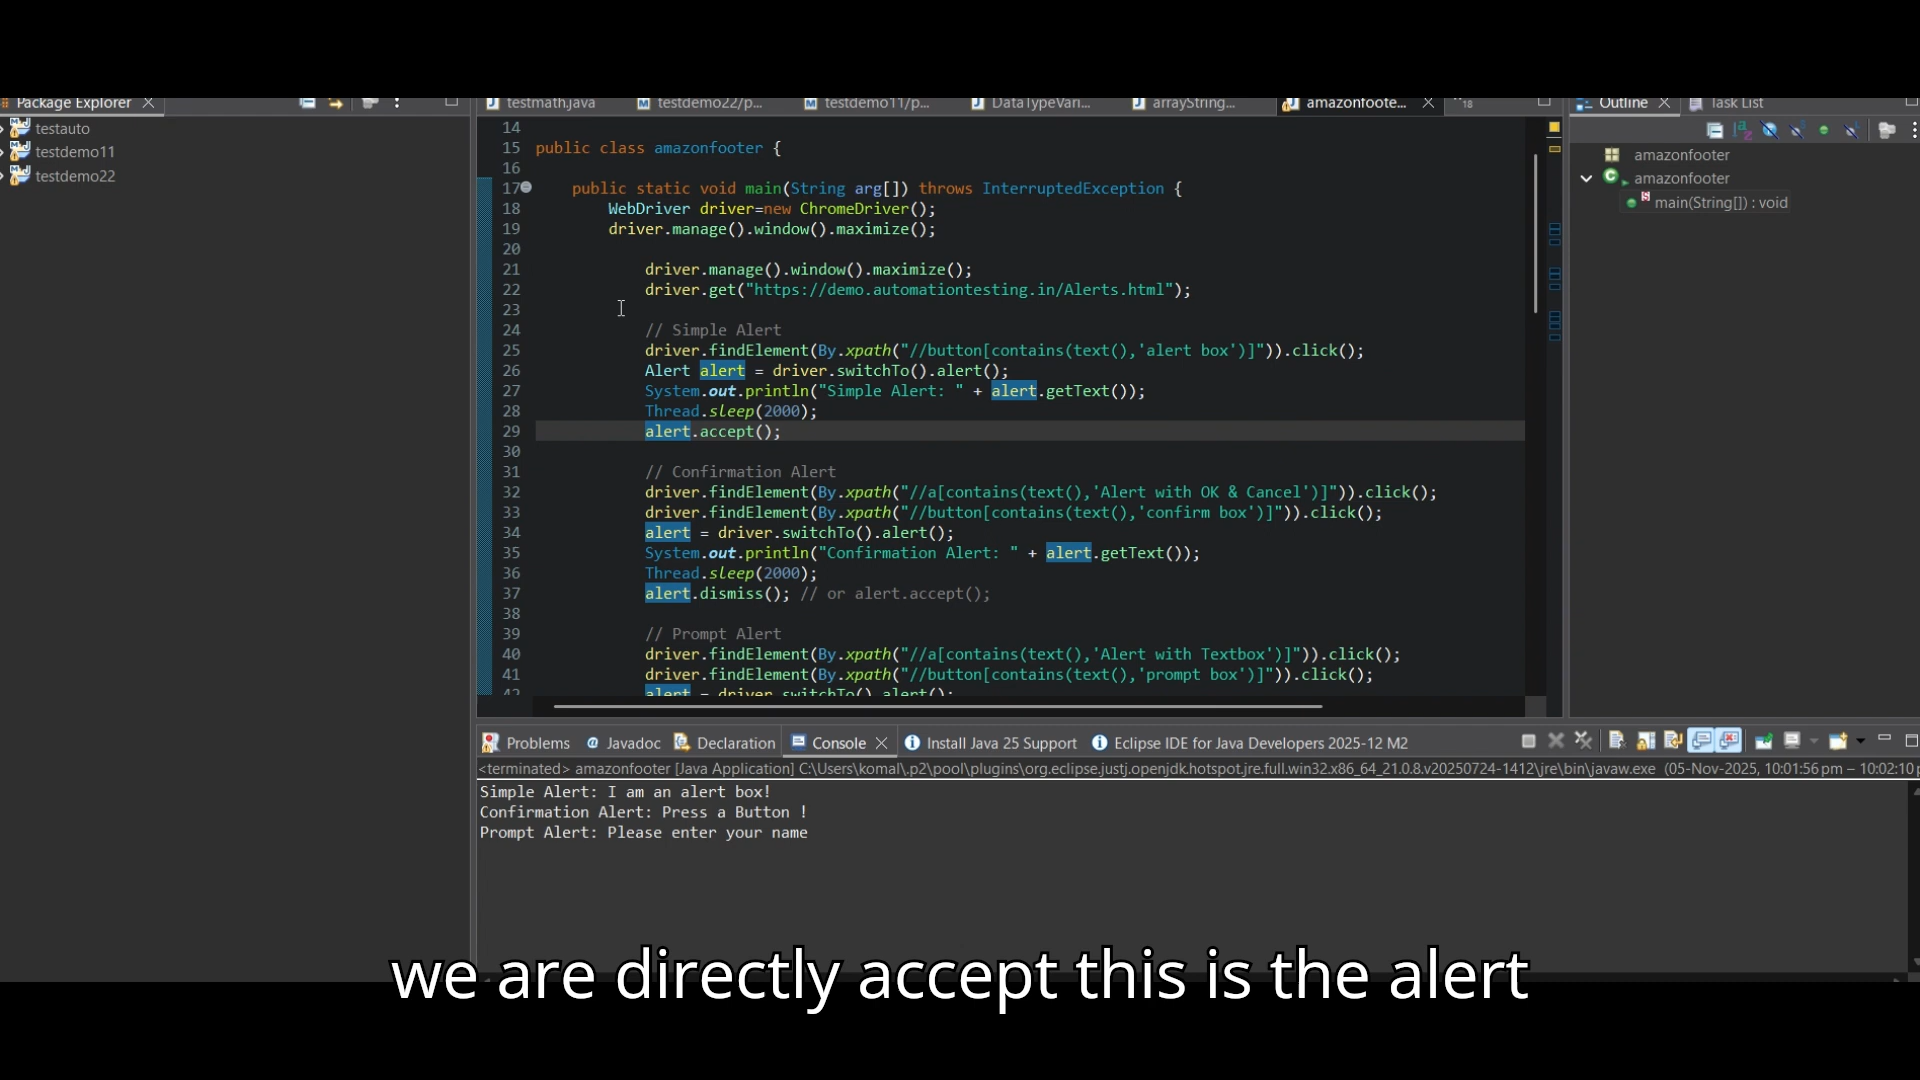 Package Explorer
testmath.java
testdemo22/p...
testdemo11/p...
DataTypeVari...
arrayString...
amazonfoote...
18
Outline
Task List
testauto
testdemo11
testdemo22
14
15 public class amazonfooter {
16
17 public static void main(String arg[]) throws InterruptedException {
18 WebDriver driver=new ChromeDriver();
19 driver.manage().window().maximize();
20
21 driver.manage().window().maximize();
22 driver.get("https://demo.automationtesting.in/Alerts.html");
23
24 // Simple Alert
25 driver.findElement(By.xpath("//button[contains(text(),'alert box')]")).click();
26 Alert alert = driver.switchTo().alert();
27 System.out.println("Simple Alert: " + alert.getText());
28 Thread.sleep(2000);
29 alert.accept();
30
31 // Confirmation Alert
32 driver.findElement(By.xpath("//a[contains(text(),'Alert with OK & Cancel')]")).click();
33 driver.findElement(By.xpath("//button[contains(text(),'confirm box')]")).click();
34 alert = driver.switchTo().alert();
35 System.out.println("Confirmation Alert: " + alert.getText());
36 Thread.sleep(2000);
37 alert.dismiss(); // or alert.accept();
38
39 // Prompt Alert
40 driver.findElement(By.xpath("//a[contains(text(),'Alert with Textbox')]")).click();
41 driver.findElement(By.xpath("//button[contains(text(),'prompt box')]")).click();
42 alert = driver.switchTo().alert();
amazonfooter
amazonfooter
main(String[]) : void
Problems
Javadoc
Declaration
Console
Install Java 25 Support
Eclipse IDE for Java Developers 2025-12 M2
<terminated> amazonfooter [Java Application] C:\Users\komal\.p2\pool\plugins\org.eclipse.justj.openjdk.hotspot.jre.full.win32.x86_64_21.0.8.v20250724-1412\jre\bin\javaw.exe (05-Nov-2025, 10:01:56 pm – 10:02:10 p
Simple Alert: I am an alert box!
Confirmation Alert: Press a Button !
Prompt Alert: Please enter your name
we are directly accept this is the alert